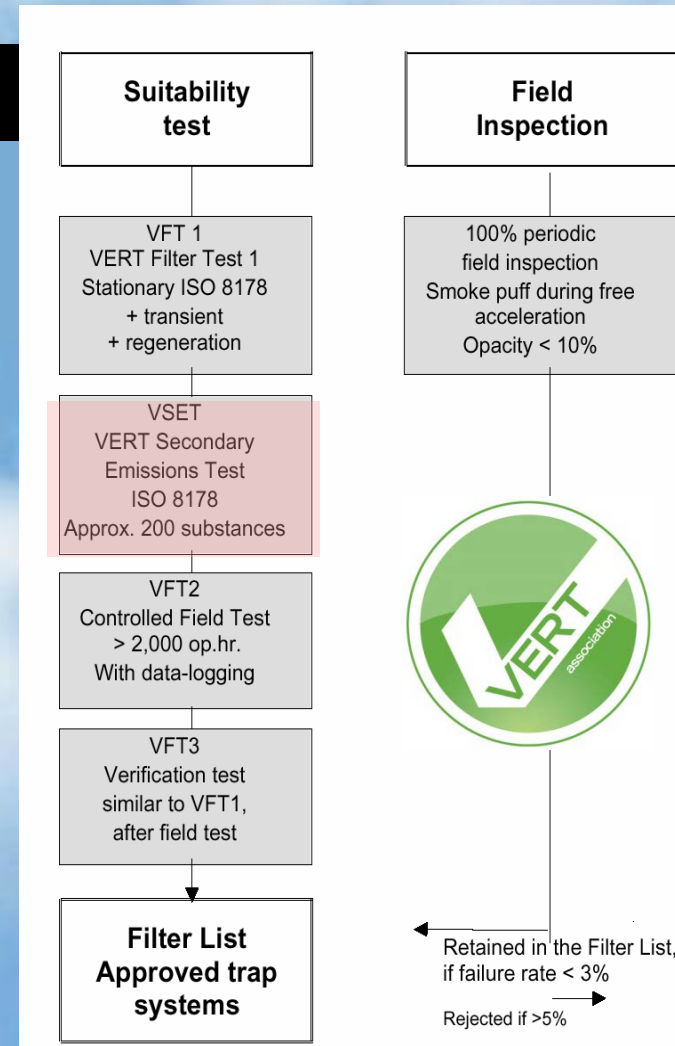 Suitability
test
VFT 1
VERT Filter Test 1
Stationary ISO 8178
+ transient
+ regeneration
VSET
VERT Secondary
Emissions Test
ISO 8178
Approx. 200 substances
VFT2
Controlled Field Test
> 2,000 op.hr.
With data-logging
VFT3
Verification test
similar to VFT1,
after field test
Filter List
Approved trap
systems
Field
Inspection
100% periodic
field inspection
Smoke puff during free
acceleration
Opacity < 10%
VERT
association
Retained in the Filter List,
if failure rate < 3%
Rejected if >5%